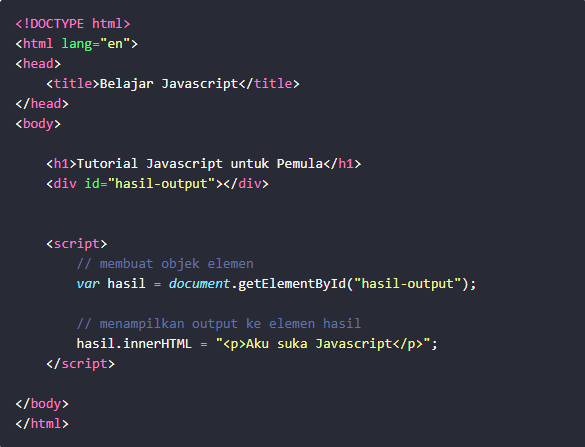 <!DOCTYPE html>
<html lang="en">
<head>
    <title>Belajar Javascript</title>
</head>
<body>

    <h1>Tutorial Javascript untuk Pemula</h1>
    <div id="hasil-output"></div>


    <script>
        // membuat objek elemen
        var hasil = document.getElementById("hasil-output");

        // menampilkan output ke elemen hasil
        hasil.innerHTML = "<p>Aku suka Javascript</p>";
    </script>

</body>
</html>